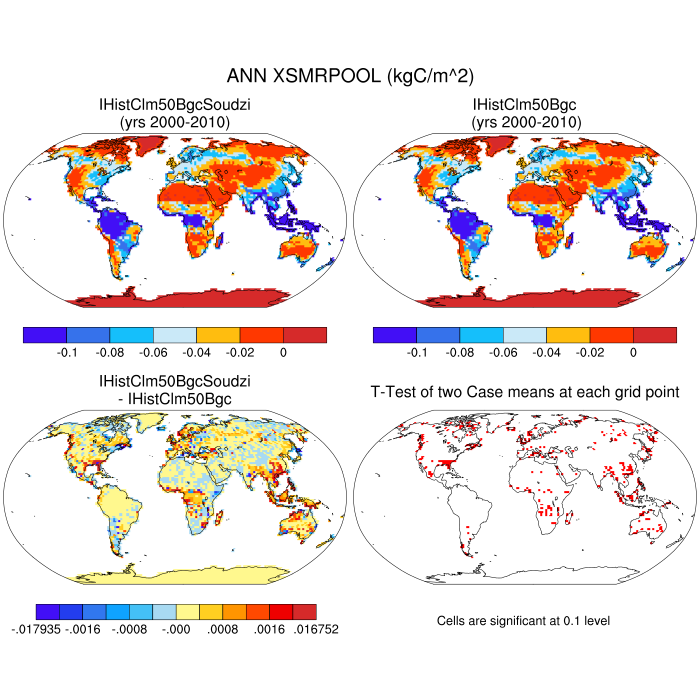 ANN XSMRPOOL (kgC/m^2)
IHistClm50BgcSoudzi
(yrs 2000-2010)
IHistClm50Bgc
(yrs 2000-2010)
-0.1 -0.08 -0.06 -0.04 -0.02 0
-0.1 -0.08 -0.06 -0.04 -0.02 0
IHistClm50BgcSoudzi
- IHistClm50Bgc
T-Test of two Case means at each grid point
-.017935 -.0016 -.0008 -.000 .0008 .0016 .016752
Cells are significant at 0.1 level